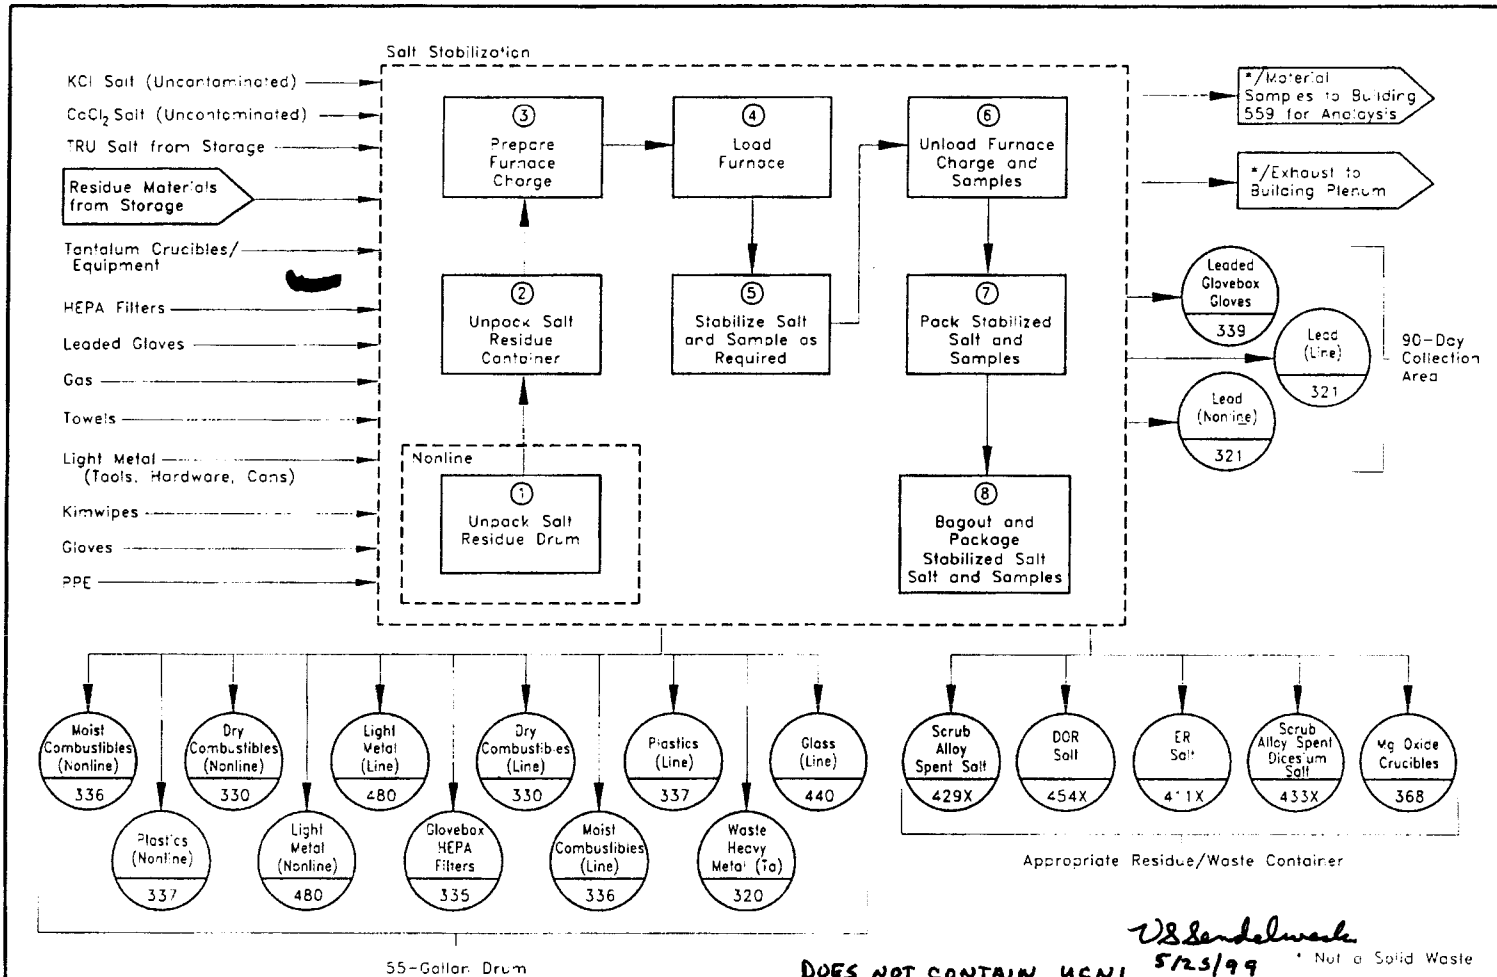 Salt Stabilization
KCl Salt (Uncontaminated)
CaCl₂ Salt (Uncontaminated)
TRU Salt from Storage
Residue Materials
from Storage
Tantalum Crucibles/
Equipment
HEPA Filters
Leaded Gloves
Gas
Towels
Light Metal
(Tools, Hardware, Cans)
Kimwipes
Gloves
PPE
Nonline
1
Unpack Salt
Residue Drum
2
Unpack Salt
Residue
Container
3
Prepare
Furnace
Charge
4
Load
Furnace
5
Stabilize Salt
and Sample as
Required
6
Unload Furnace
Charge and
Samples
7
Pack Stabilized
Salt and
Samples
8
Bagout and
Package
Stabilized Salt
Salt and Samples
*/Material
Samples to Building
559 for Analaysis
*/Exhaust to
Building Plenum
Leaded
Glovebox
Gloves
339
Lead
(Line)
321
Lead
(Nonline)
321
90-Day
Collection
Area
Moist
Combustibles
(Nonline)
336
Dry
Combustibles
(Nonline)
330
Light
Metal
(Line)
480
Dry
Combustibles
(Line)
330
Plastics
(Line)
337
Glass
(Line)
440
Plastics
(Nonline)
337
Light
Metal
(Nonline)
480
Glovebox
HEPA
Filters
335
Moist
Combustibles
(Line)
336
Waste
Heavy
Metal (Ta)
320
55-Gallon Drum
Scrub
Alloy
Spent Salt
429X
DOR
Salt
454X
ER
Salt
411X
Scrub
Alloy Spent
Dicesium
Salt
433X
Mg Oxide
Crucibles
368
Appropriate Residue/Waste Container
VSSendelweck
5/25/99
* Not a Solid Waste
DOES NOT CONTAIN UCNI